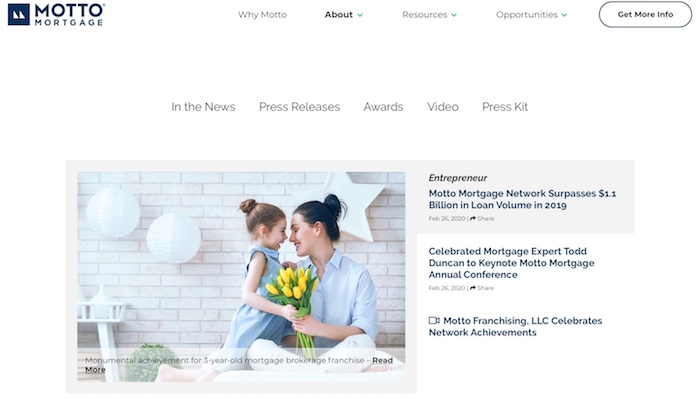 MOTTO
MORTGAGE
Why Motto
About
Resources
Opportunities
Get More Info
In the News
Press Releases
Awards
Video
Press Kit
Monumental achievement for 3-year-old mortgage brokerage franchise – Read
More
Entrepreneur
Motto Mortgage Network Surpasses $1.1
Billion in Loan Volume in 2019
Feb 26, 2020 | Share
Celebrated Mortgage Expert Todd
Duncan to Keynote Motto Mortgage
Annual Conference
Feb 26, 2020 | Share
Motto Franchising, LLC Celebrates
Network Achievements